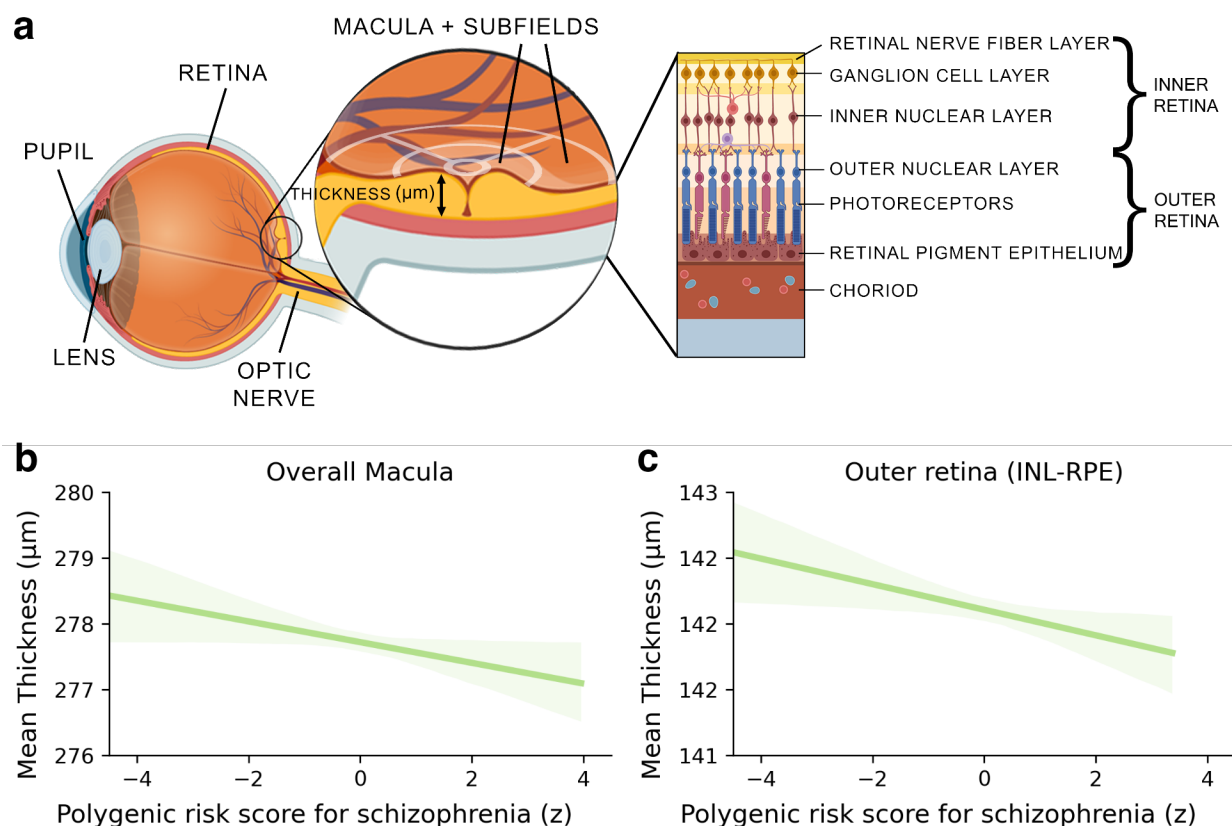 a
MACULA + SUBFIELDS
RETINA
PUPIL
THICKNESS (μm)
LENS
OPTIC
NERVE
RETINAL NERVE FIBER LAYER
GANGLION CELL LAYER
INNER NUCLEAR LAYER
OUTER NUCLEAR LAYER
PHOTORECEPTORS
RETINAL PIGMENT EPITHELIUM
CHORIOD
INNER
RETINA
OUTER
RETINA
b
Overall Macula
Mean Thickness (μm)
280
279
278
277
276
−4
−2
0
2
4
Polygenic risk score for schizophrenia (z)
c
Outer retina (INL-RPE)
Mean Thickness (μm)
143
142
142
142
141
−4
−2
0
2
4
Polygenic risk score for schizophrenia (z)